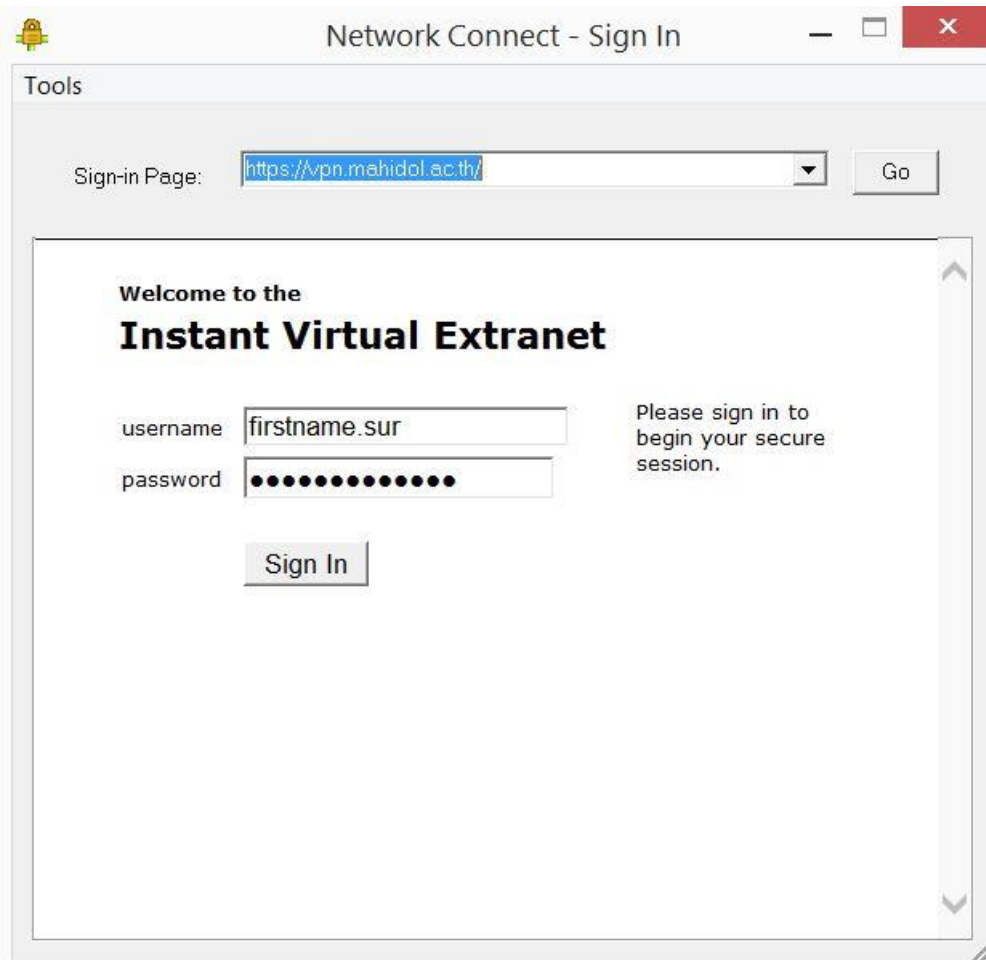 Network Connect - Sign In
Tools
Sign-in Page: https://vpn.mahidol.ac.th/ Go
Welcome to the
Instant Virtual Extranet
username firstname.sur
password ●●●●●●●●●●●●●
Please sign in to
begin your secure
session.
Sign In